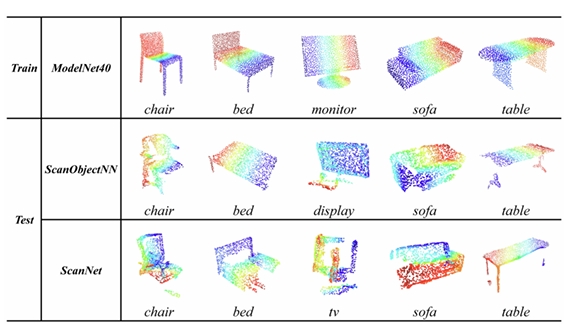 Train
ModelNet40
chair bed monitor sofa table
Test
ScanObjectNN
chair bed display sofa table
ScanNet
chair bed tv sofa table